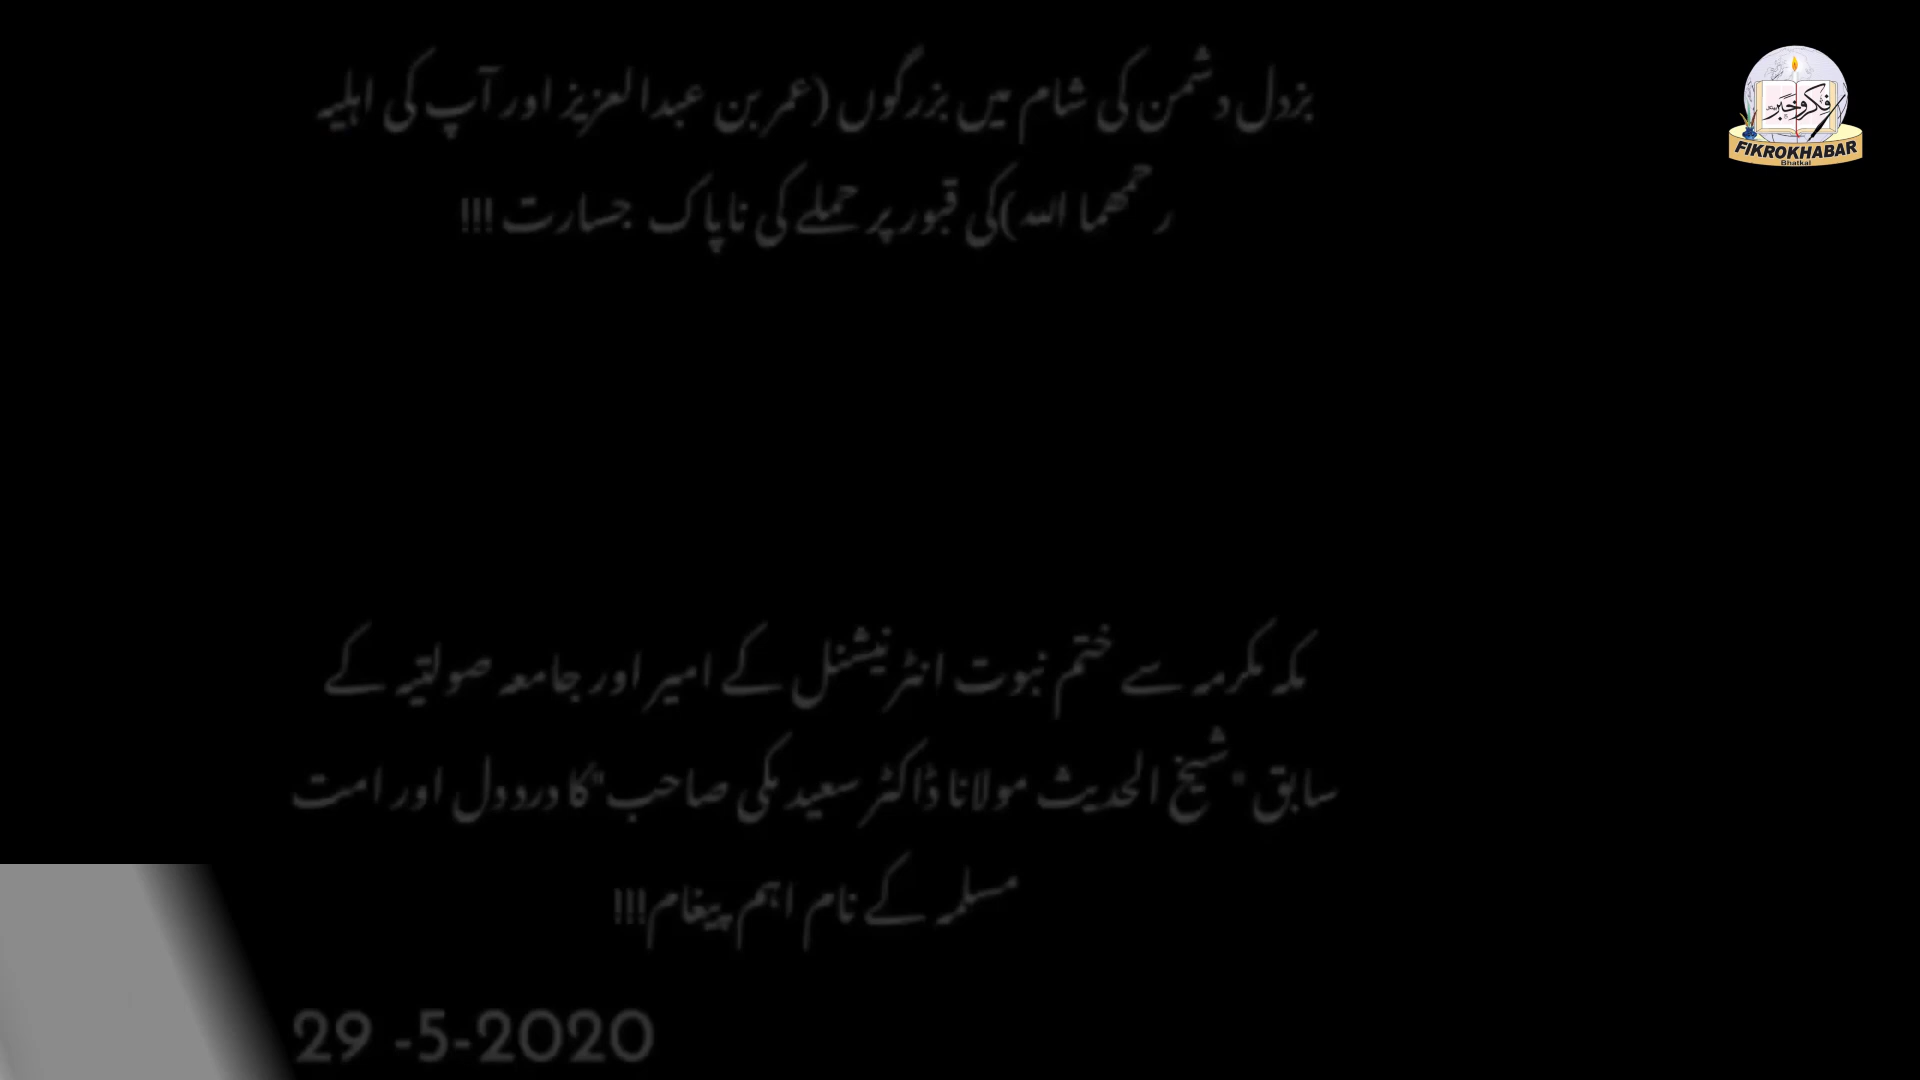 بزدل دشمن کی شام میں بزرگوں (عمر بن عبدالعزیز اور آپ کی اہلیہ
رحمھما اللہ) کی قبور پر حملے کی ناپاک جسارت !!!
فکر و خبر
FIKROKHABAR
Bhatkal
مکہ مکرمہ سے ختم نبوت انٹرنیشنل کے امیر اور جامعہ صولتیہ کے
سابق "شیخ الحدیث مولانا ڈاکٹر سعید مکی صاحب" کا درد دل اور امت
مسلمہ کے نام اہم پیغام!!!
29 -5-2020